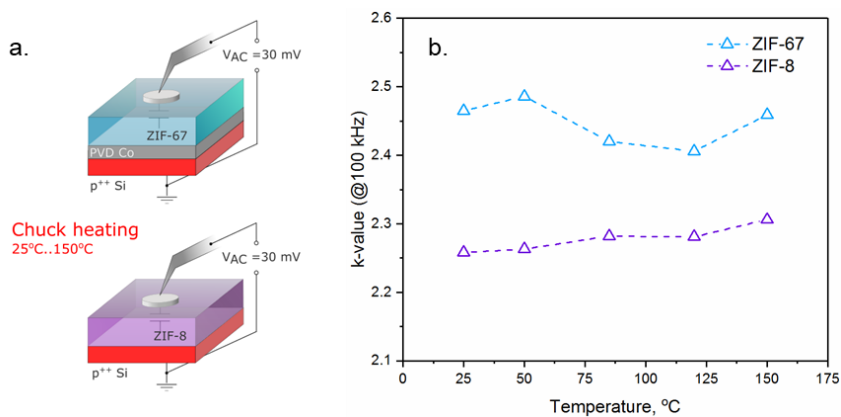 a.
V_AC =30 mV
ZIF-67
PVD Co
p++ Si
Chuck heating
25°C..150°C
V_AC =30 mV
ZIF-8
p++ Si
b.
ZIF-67
ZIF-8
k-value (@100 kHz)
2.6
2.5
2.4
2.3
2.2
2.1
0 25 50 75 100 125 150 175
Temperature, °C